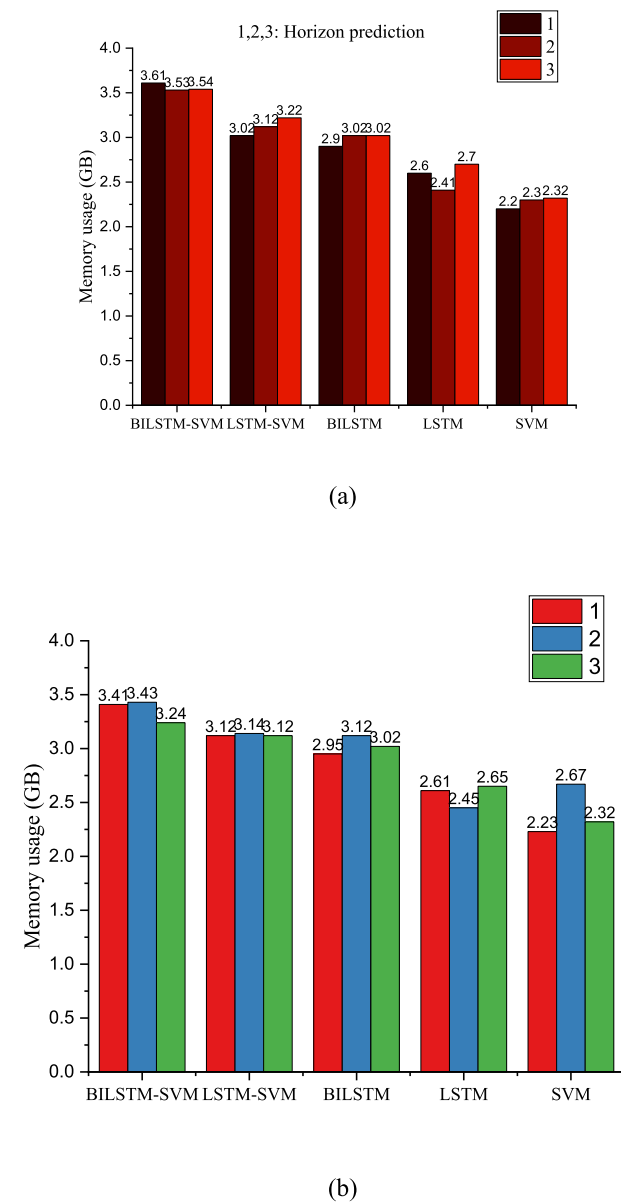 1,2,3: Horizon prediction
1
2
3
4.0
3.5
3.0
2.5
2.0
1.5
1.0
0.5
0.0
Memory usage (GB)
3.61 3.53 3.54
3.02 3.12 3.22
2.9 3.02 3.02
2.6 2.41 2.7
2.2 2.3 2.32
BILSTM-SVM LSTM-SVM BILSTM LSTM SVM
(a)
1
2
3
4.0
3.5
3.0
2.5
2.0
1.5
1.0
0.5
0.0
Memory usage (GB)
3.41 3.43 3.24
3.12 3.14 3.12
2.95 3.12 3.02
2.61 2.45 2.65
2.23 2.67 2.32
BILSTM-SVM LSTM-SVM BILSTM LSTM SVM
(b)